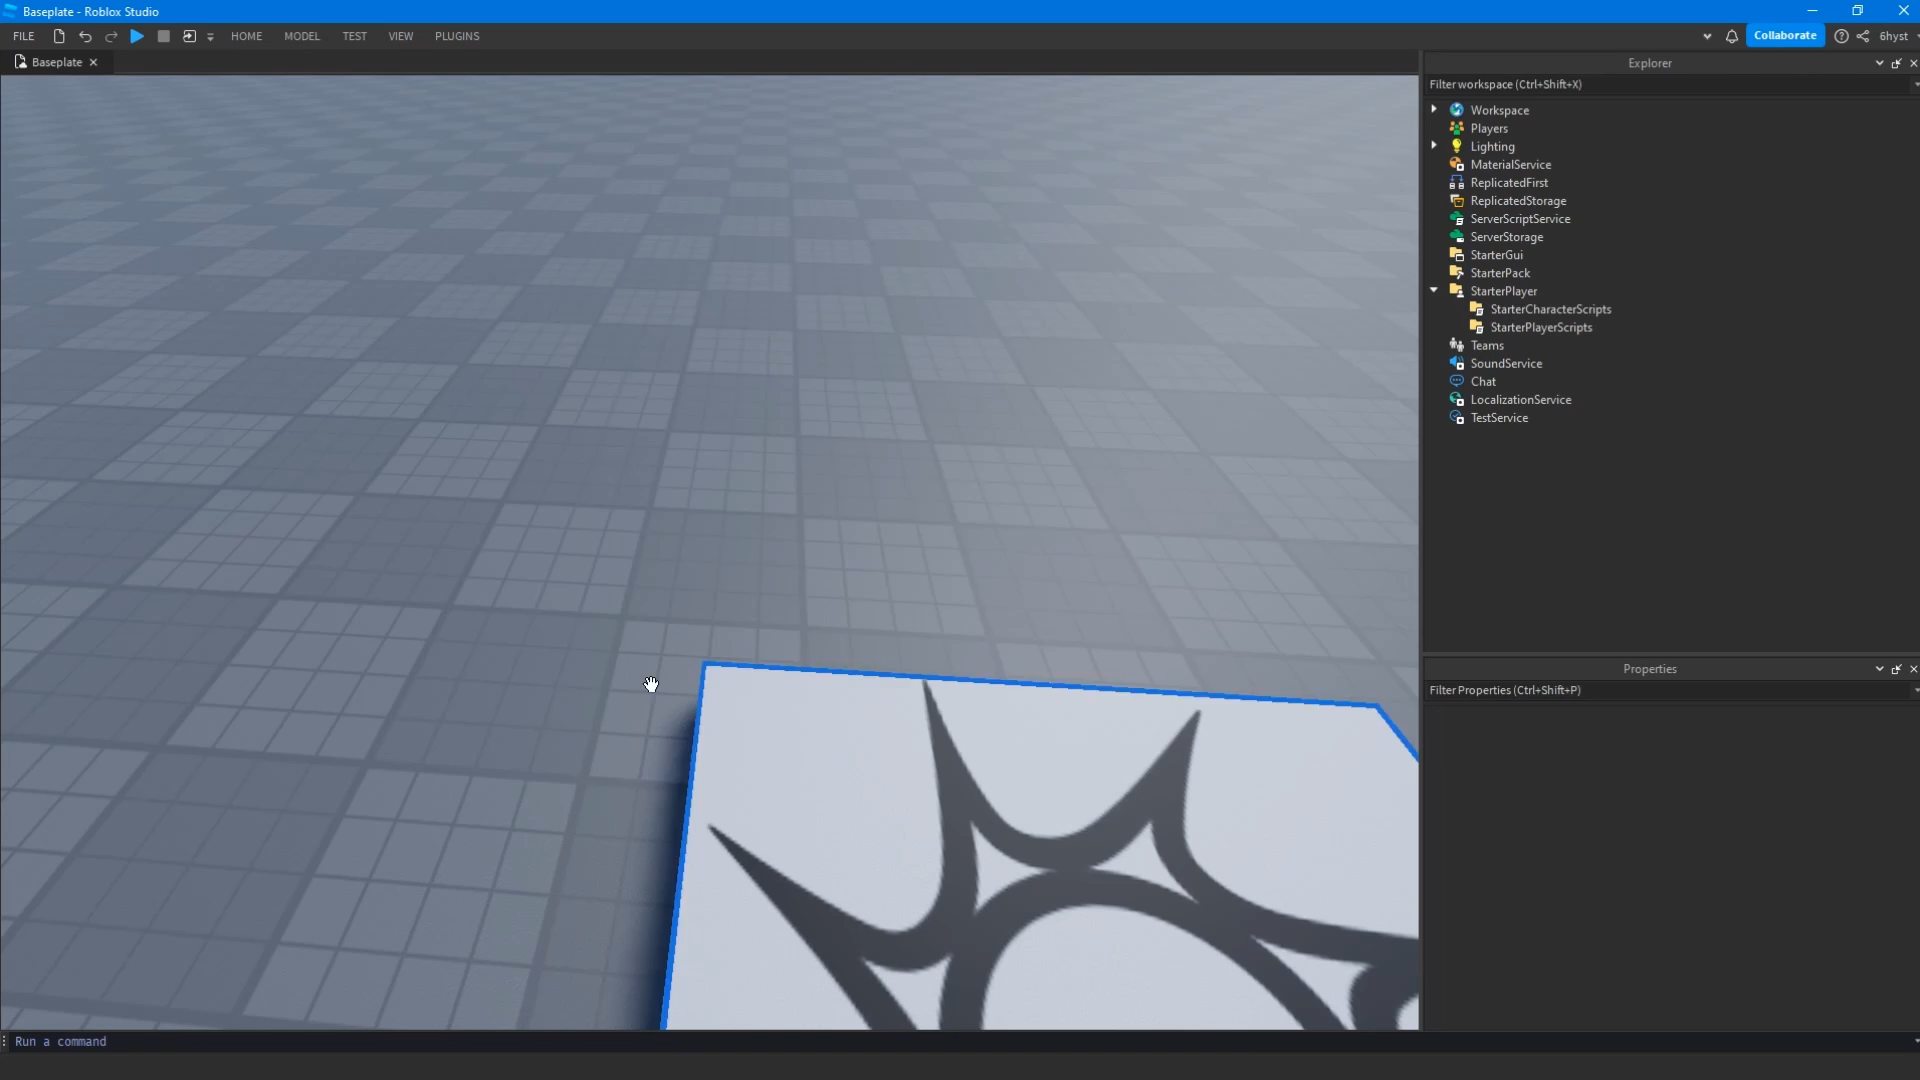 Baseplate - Roblox Studio
FILE HOME MODEL TEST VIEW PLUGINS Collaborate 6hyst
Baseplate
Explorer
Filter workspace (Ctrl+Shift+X)
Workspace
Players
Lighting
MaterialService
ReplicatedFirst
ReplicatedStorage
ServerScriptService
ServerStorage
StarterGui
StarterPack
StarterPlayer
StarterCharacterScripts
StarterPlayerScripts
Teams
SoundService
Chat
LocalizationService
TestService
Properties
Filter Properties (Ctrl+Shift+P)
Run a command